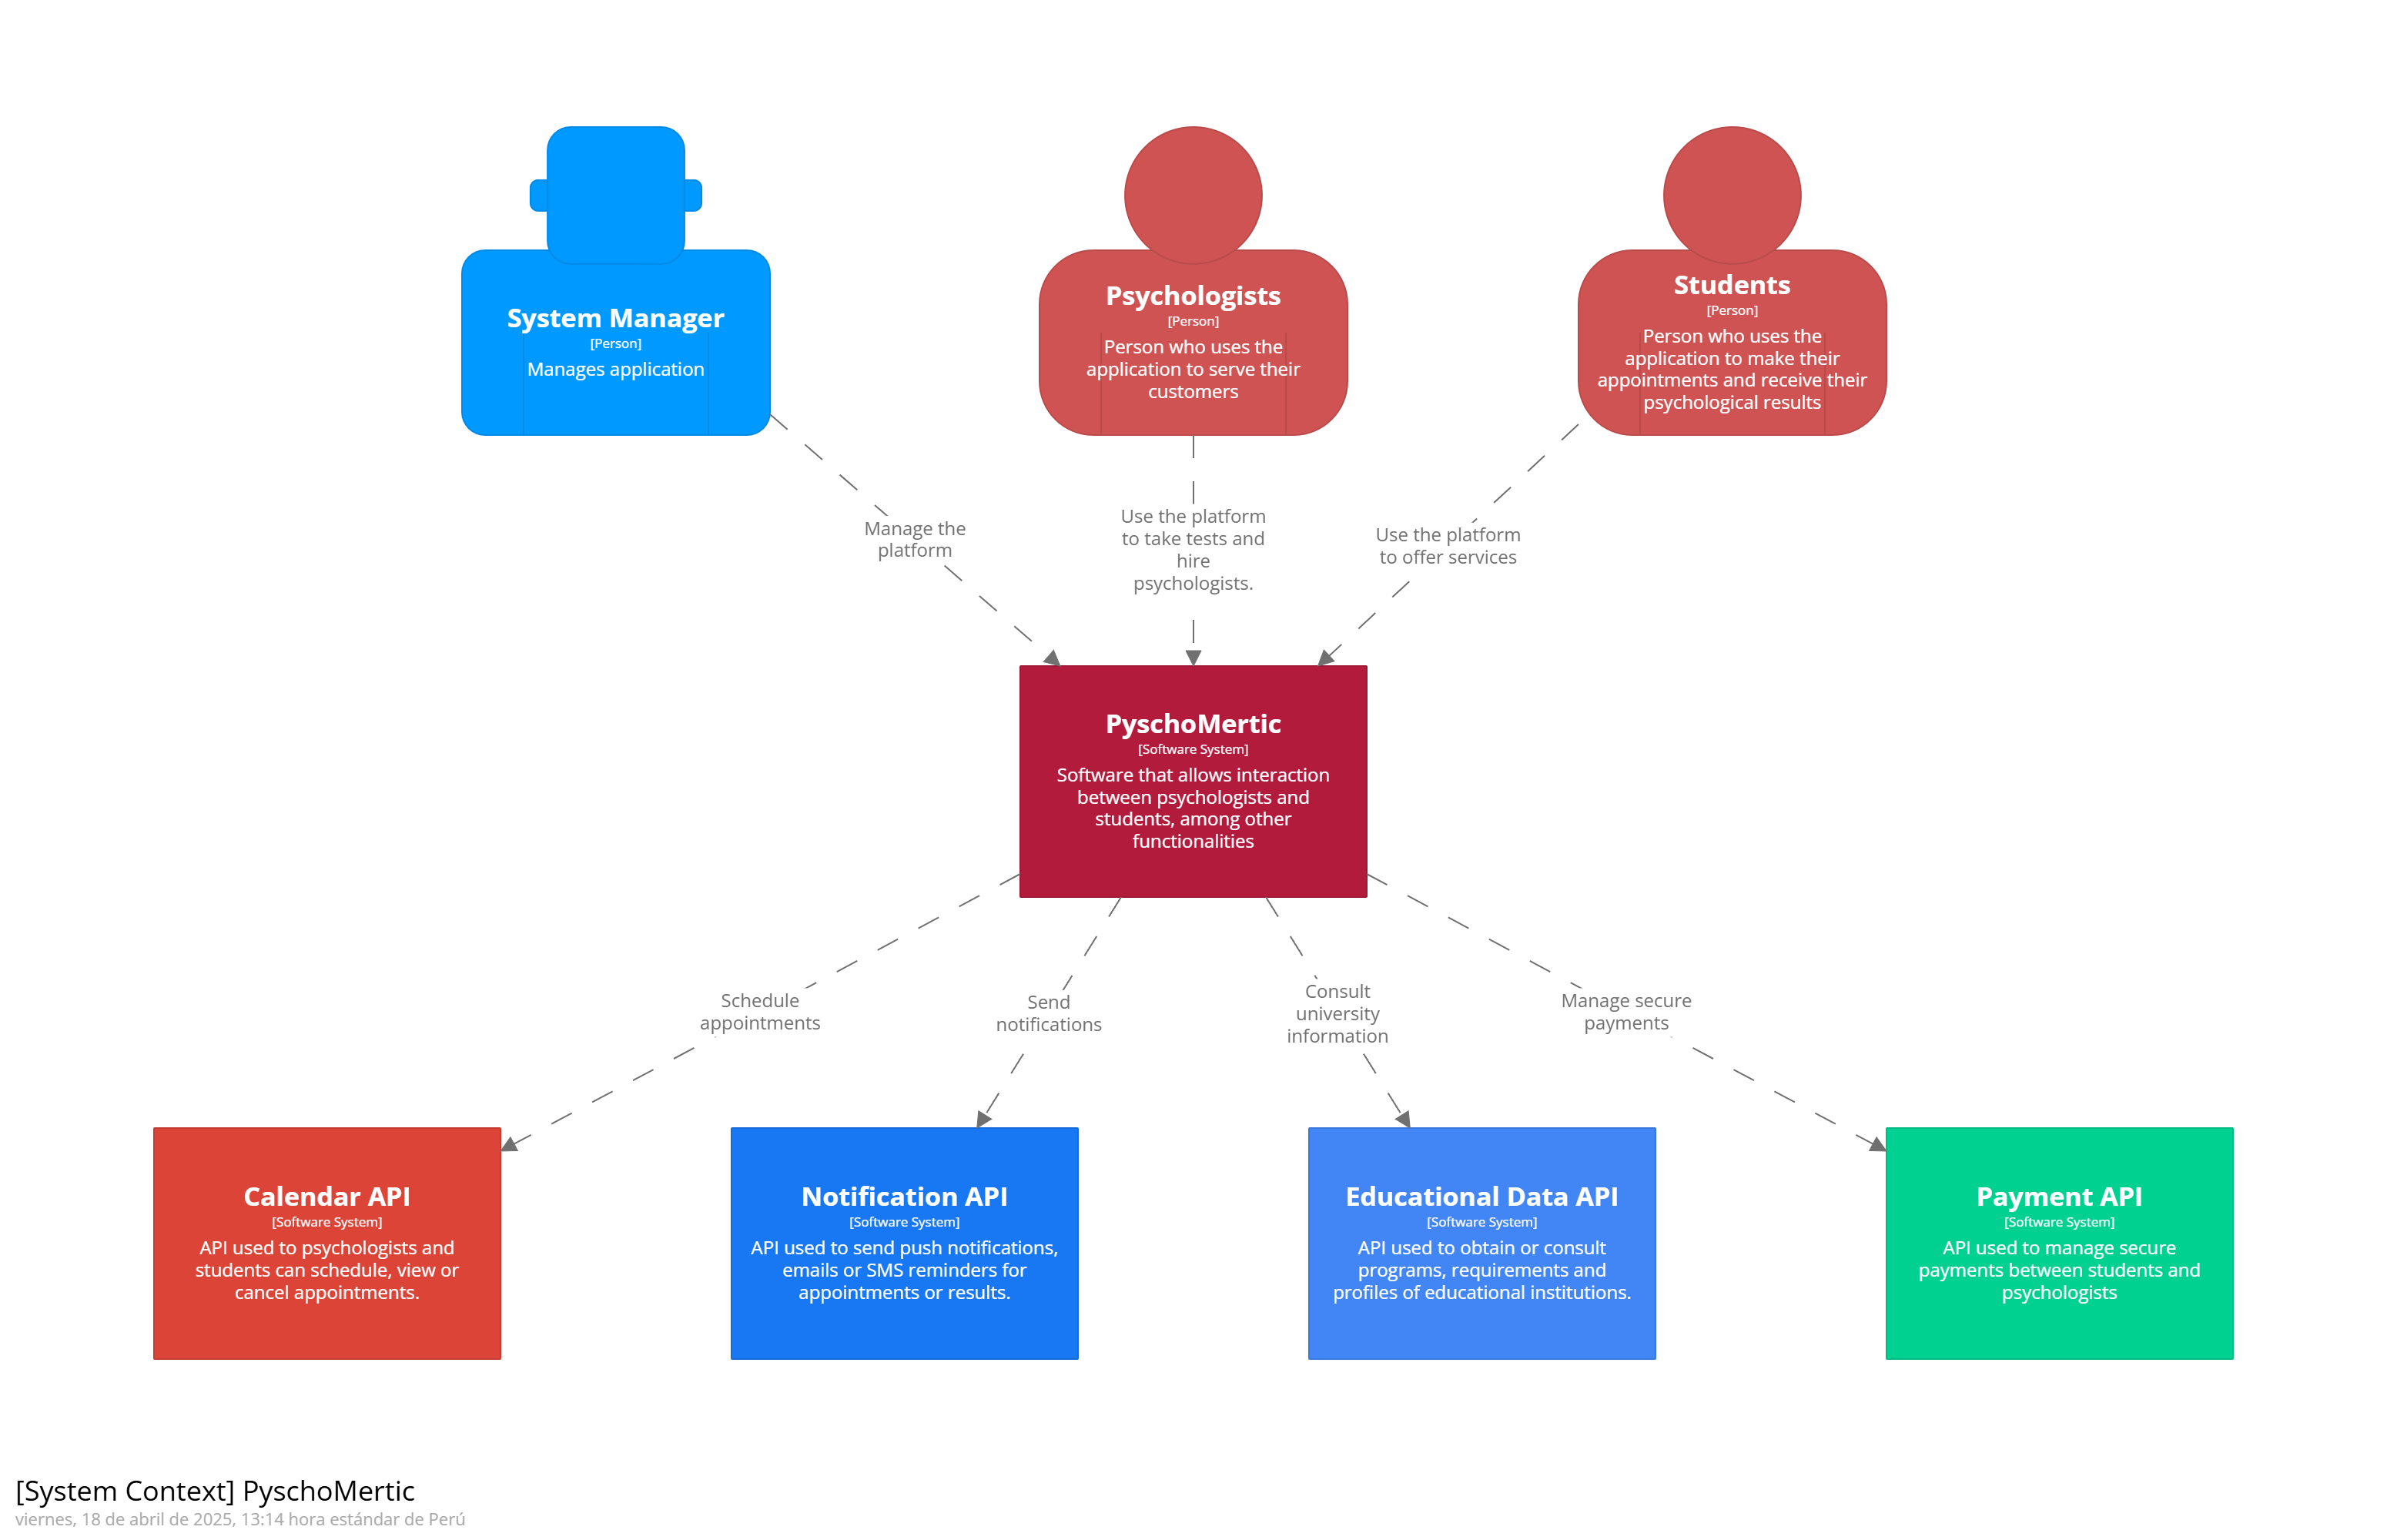 System Manager
[Person]
Manages application
Psychologists
[Person]
Person who uses the
application to serve their
customers
Students
[Person]
Person who uses the
application to make their
appointments and receive their
psychological results
Manage the
platform
Use the platform
to take tests and
hire
psychologists.
Use the platform
to offer services
PyschoMertic
[Software System]
Software that allows interaction
between psychologists and
students, among other
functionalities
Schedule
appointments
Send
notifications
Consult
university
information
Manage secure
payments
Calendar API
[Software System]
API used to psychologists and
students can schedule, view or
cancel appointments.
Notification API
[Software System]
API used to send push notifications,
emails or SMS reminders for
appointments or results.
Educational Data API
[Software System]
API used to obtain or consult
programs, requirements and
profiles of educational institutions.
Payment API
[Software System]
API used to manage secure
payments between students and
psychologists
[System Context] PyschoMertic
viernes, 18 de abril de 2025, 13:14 hora estándar de Perú